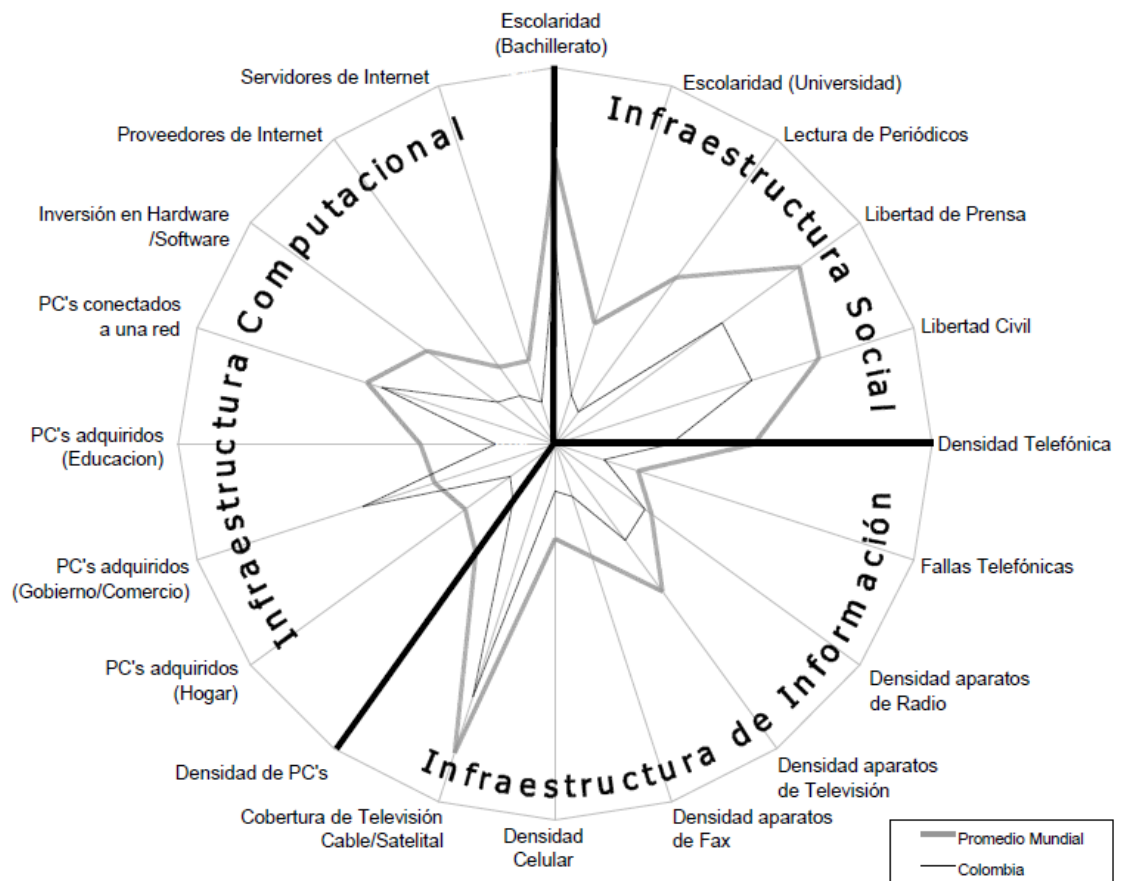 Escolaridad
(Bachillerato)
Escolaridad (Universidad)
Lectura de Periódicos
Libertad de Prensa
Libertad Civil
Densidad Telefónica
Fallas Telefónicas
Densidad aparatos
de Radio
Densidad aparatos
de Televisión
Densidad aparatos
de Fax
Densidad
Celular
Cobertura de Televisión
Cable/Satelital
Densidad de PC's
PC's adquiridos
(Hogar)
PC's adquiridos
(Gobierno/Comercio)
PC's adquiridos
(Educacion)
PC's conectados
a una red
Inversión en Hardware
/Software
Proveedores de Internet
Servidores de Internet
Infraestructura Social
Infraestructura de Información
Infraestructura Computacional
Promedio Mundial
Colombia